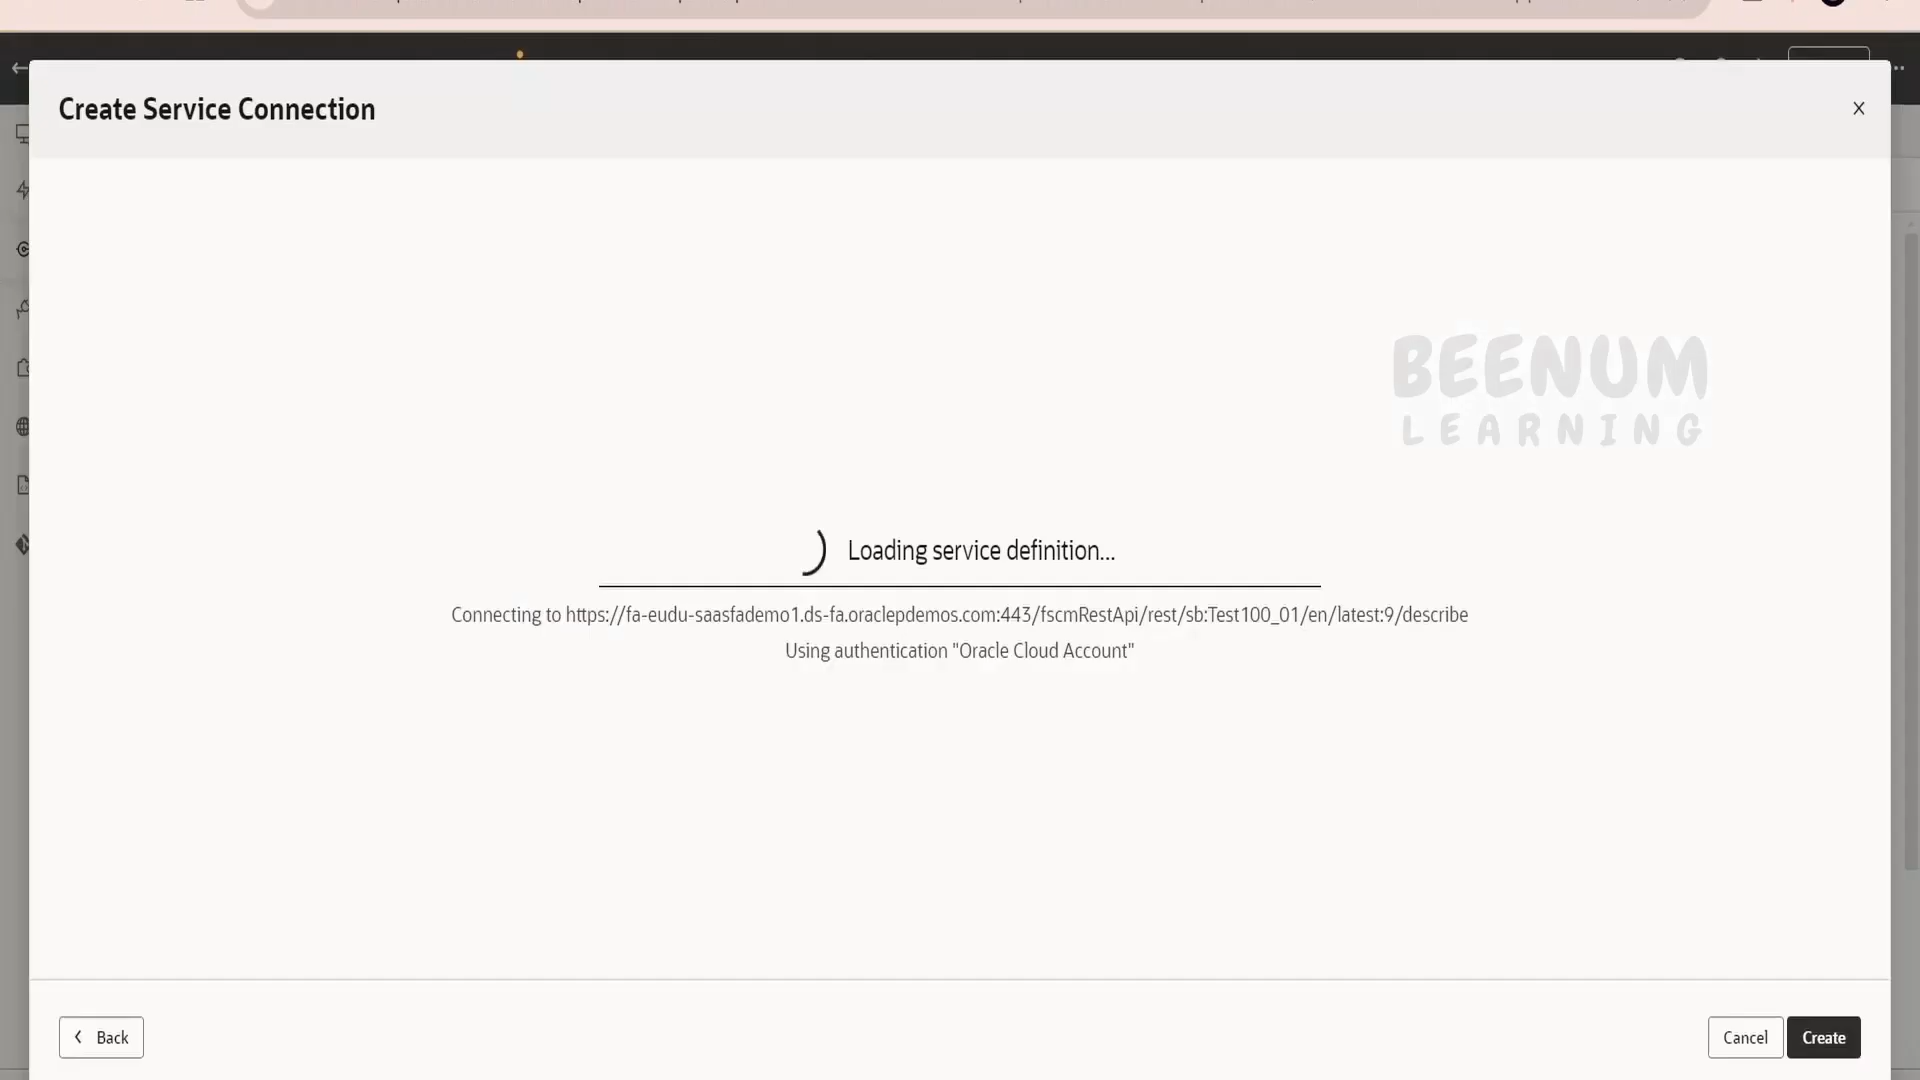 Create Service Connection
X
BEENUM
LEARNING
Loading service definition...
Connecting to https://fa-eudu-saasfademo1.ds-fa.oraclepdemos.com:443/fscmRestApi/rest/sb:Test100_01/en/latest:9/describe
Using authentication "Oracle Cloud Account"
Back
Cancel
Create